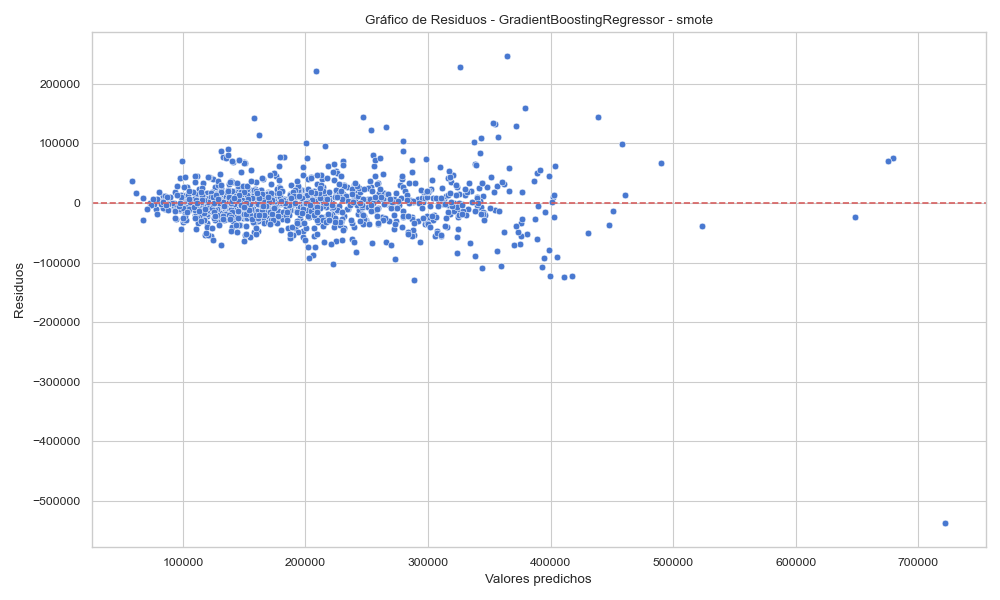 Gráfico de Residuos - GradientBoostingRegressor - smote
Residuos
200000
100000
0
−100000
−200000
−300000
−400000
−500000
100000 200000 300000 400000 500000 600000 700000
Valores predichos